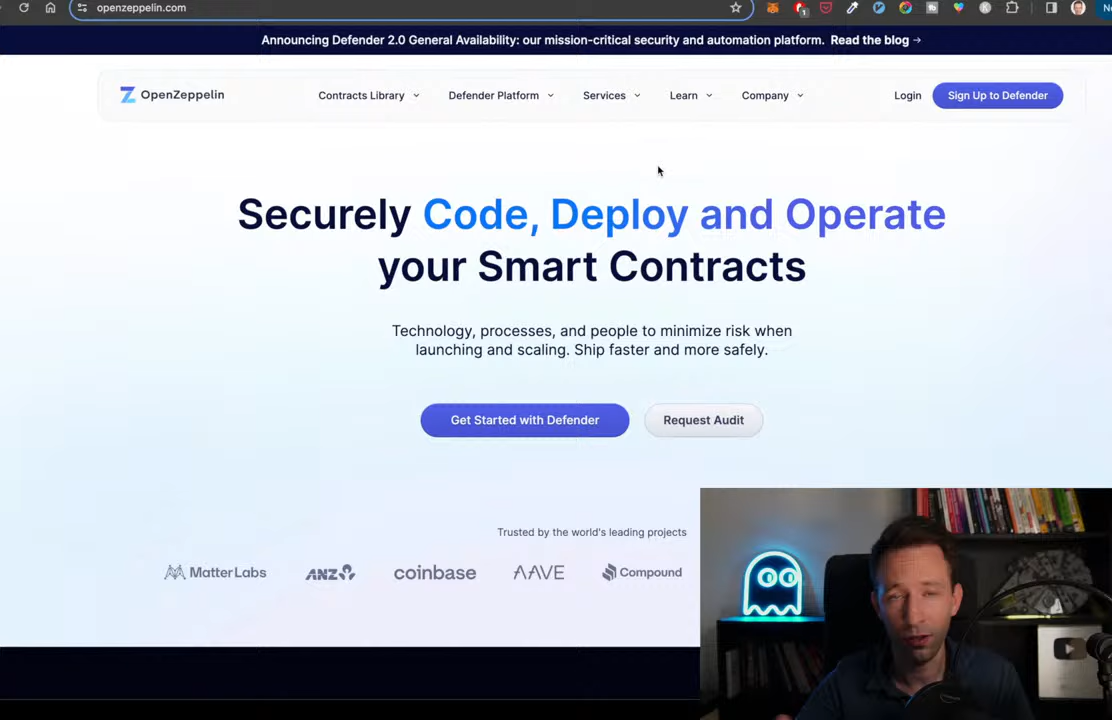 openzeppelin.com
Announcing Defender 2.0 General Availability: our mission-critical security and automation platform. Read the blog →
OpenZeppelin
Contracts Library
Defender Platform
Services
Learn
Company
Login
Sign Up to Defender
Securely Code, Deploy and Operate
your Smart Contracts
Technology, processes, and people to minimize risk when
launching and scaling. Ship faster and more safely.
Get Started with Defender
Request Audit
Trusted by the world's leading projects
MatterLabs
ANZ
coinbase
AAVE
Compound